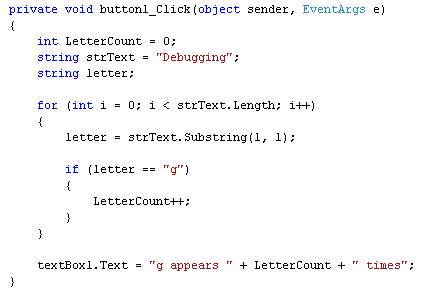 private void button1_Click(object sender, EventArgs e)
{
    int LetterCount = 0;
    string strText = "Debugging";
    string letter;

    for (int i = 0; i < strText.Length; i++)
    {
        letter = strText.Substring(1, 1);

        if (letter == "g")
        {
            LetterCount++;
        }
    }

    textBox1.Text = "g appears " + LetterCount + " times";
}